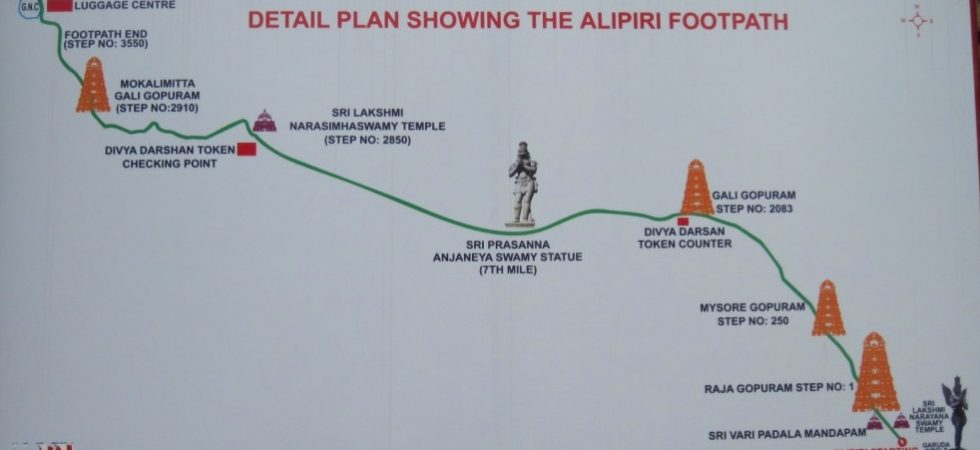 G.N.C
LUGGAGE CENTRE
DETAIL PLAN SHOWING THE ALIPIRI FOOTPATH
N
W
E
S
FOOTPATH END
(STEP NO: 3550)
MOKALIMITTA
GALI GOPURAM
(STEP NO:2910)
SRI LAKSHMI
NARASIMHASWAMY TEMPLE
(STEP NO: 2850)
DIVYA DARSHAN TOKEN
CHECKING POINT
SRI PRASANNA
ANJANEYA SWAMY STATUE
(7TH MILE)
GALI GOPURAM
STEP NO: 2083
DIVYA DARSAN
TOKEN COUNTER
MYSORE GOPURAM
STEP NO: 250
RAJA GOPURAM STEP NO: 1
SRI VARI PADALA MANDAPAM
SRI
LAKSHMI
NARAYANA
SWAMY
TEMPLE
GARUDA